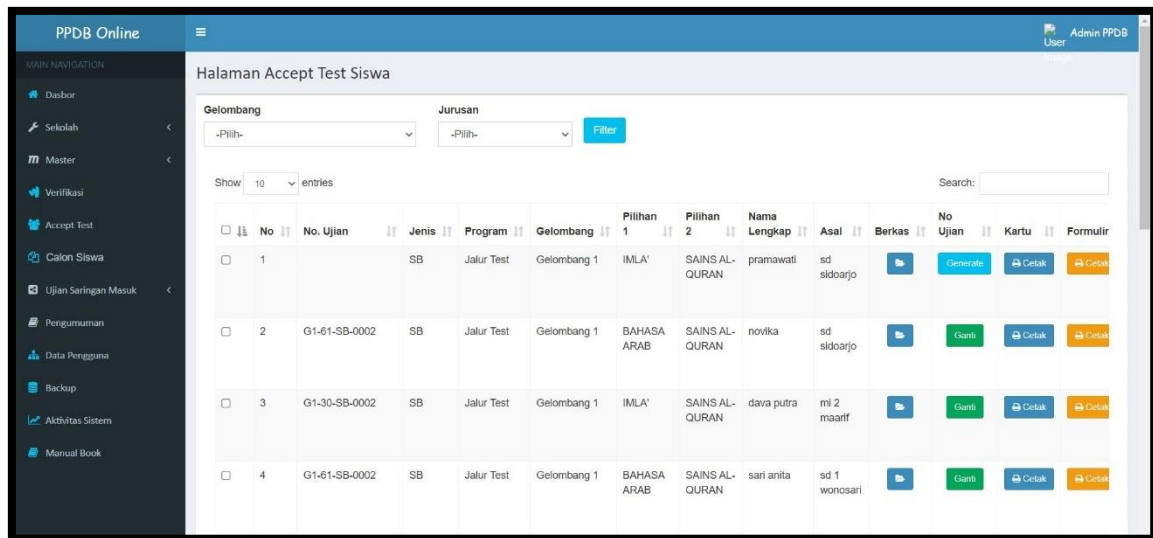 PPDB Online
User Image
Admin PPDB
MAIN NAVIGATION
Dasbor
Sekolah
Master
Verifikasi
Accept Test
Calon Siswa
Ujian Saringan Masuk
Pengumuman
Data Pengguna
Backup
Aktivitas Sistem
Manual Book
Halaman Accept Test Siswa
Gelombang Jurusan
-Pilih- -Pilih- Filter
Show 10 entries Search:
No No. Ujian Jenis Program Gelombang Pilihan 1 Pilihan 2 Nama Lengkap Asal Berkas No Ujian Kartu Formulir
1 SB Jalur Test Gelombang 1 IMLA' SAINS AL- pramawati sd Generate Cetak Cetak
QURAN sidoarjo
2 G1-61-SB-0002 SB Jalur Test Gelombang 1 BAHASA SAINS AL- novika sd Ganti Cetak Cetak
ARAB QURAN sidoarjo
3 G1-30-SB-0002 SB Jalur Test Gelombang 1 IMLA' SAINS AL- dava putra mi 2 Ganti Cetak Cetak
QURAN maarif
4 G1-61-SB-0002 SB Jalur Test Gelombang 1 BAHASA SAINS AL- sari anita sd 1 Ganti Cetak Cetak
ARAB QURAN wonosari